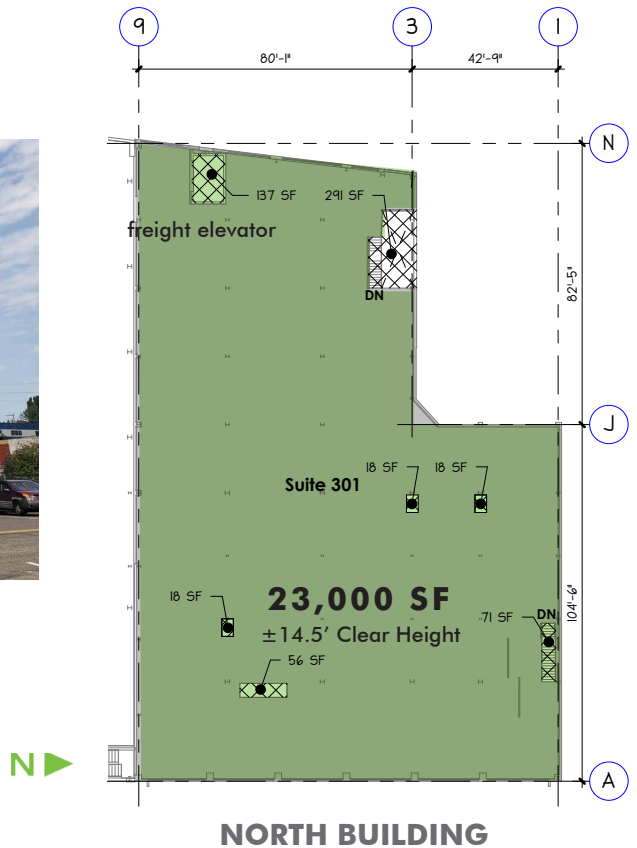 9
3
1
80'-1"
42'-9"
N
137 SF
291 SF
freight elevator
82'-5"
DN
J
18 SF
18 SF
Suite 301
23,000 SF
±14.5' Clear Height
18 SF
71 SF
DN
104'-6"
56 SF
N
A
NORTH BUILDING